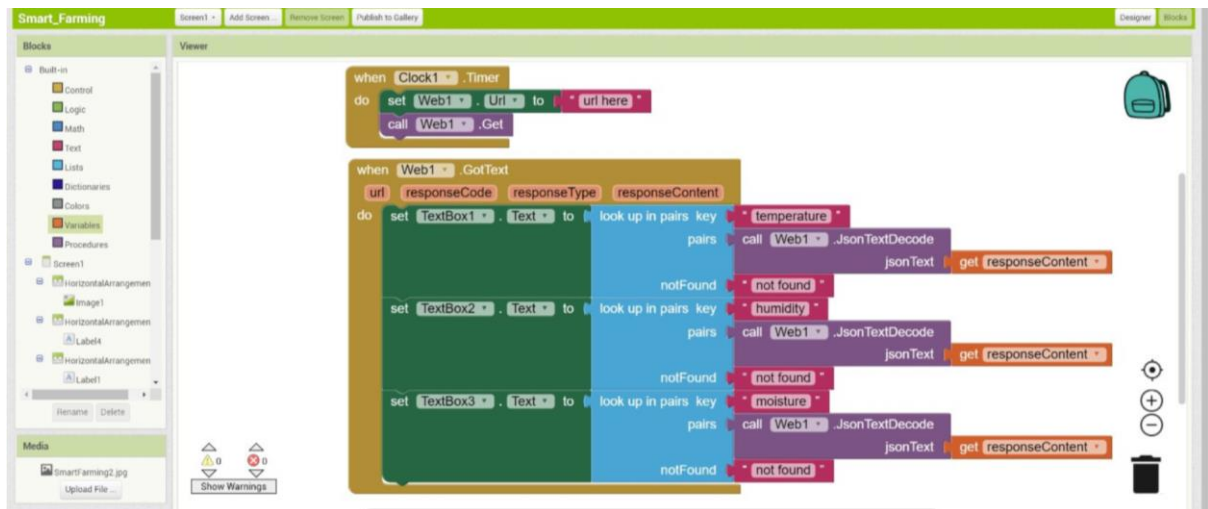 Smart_Farming
Screen1
Add Screen ...
Remove Screen
Publish to Gallery
Designer
Blocks
Blocks
Viewer
Built-in
Control
Logic
Math
Text
Lists
Dictionaries
Colors
Variables
Procedures
Screen1
HorizontalArrangemen
Image1
HorizontalArrangemen
Label4
HorizontalArrangemen
Label1
Rename Delete
Media
SmartFarming2.jpg
Upload File ...
when Clock1 .Timer
do set Web1 . Url to " url here "
call Web1 .Get
when Web1 .GotText
url responseCode responseType responseContent
do set TextBox1 . Text to look up in pairs key " temperature "
pairs call Web1 .JsonTextDecode
jsonText get responseContent
notFound " not found "
set TextBox2 . Text to look up in pairs key " humidity "
pairs call Web1 .JsonTextDecode
jsonText get responseContent
notFound " not found "
set TextBox3 . Text to look up in pairs key " moisture "
pairs call Web1 .JsonTextDecode
jsonText get responseContent
notFound " not found "
0 0
Show Warnings